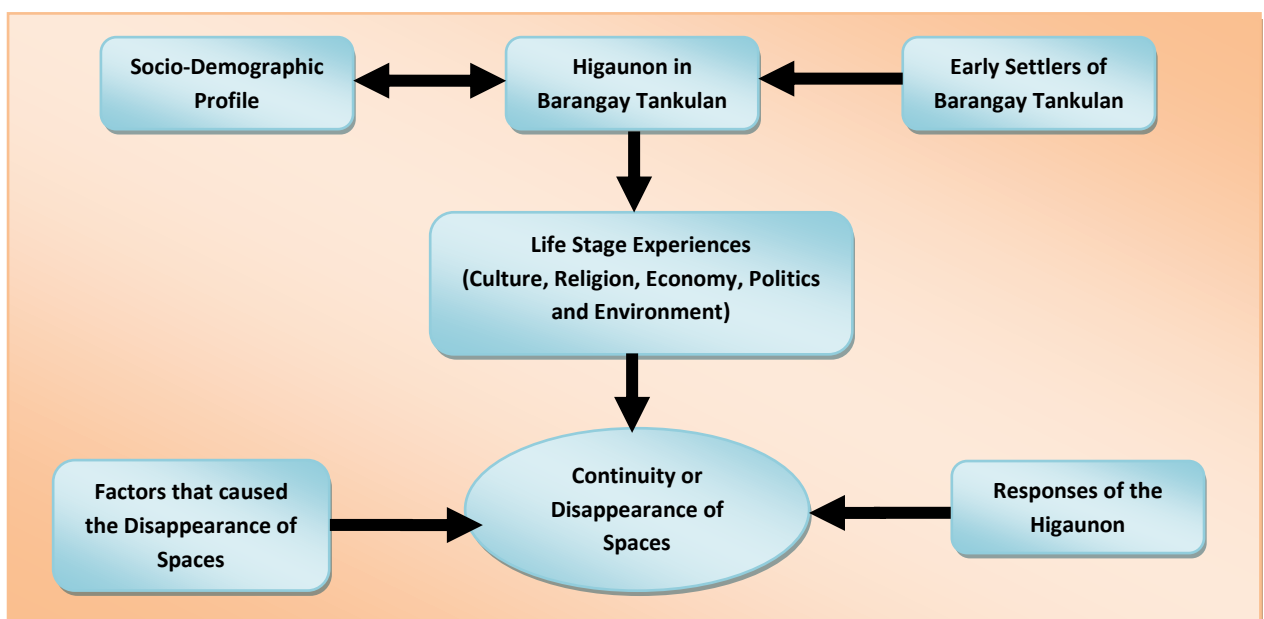 Socio-Demographic
Profile
Higaunon in
Barangay Tankulan
Early Settlers of
Barangay Tankulan
Life Stage Experiences
(Culture, Religion, Economy, Politics
and Environment)
Factors that caused
the Disappearance of
Spaces
Continuity or
Disappearance of
Spaces
Responses of the
Higaunon